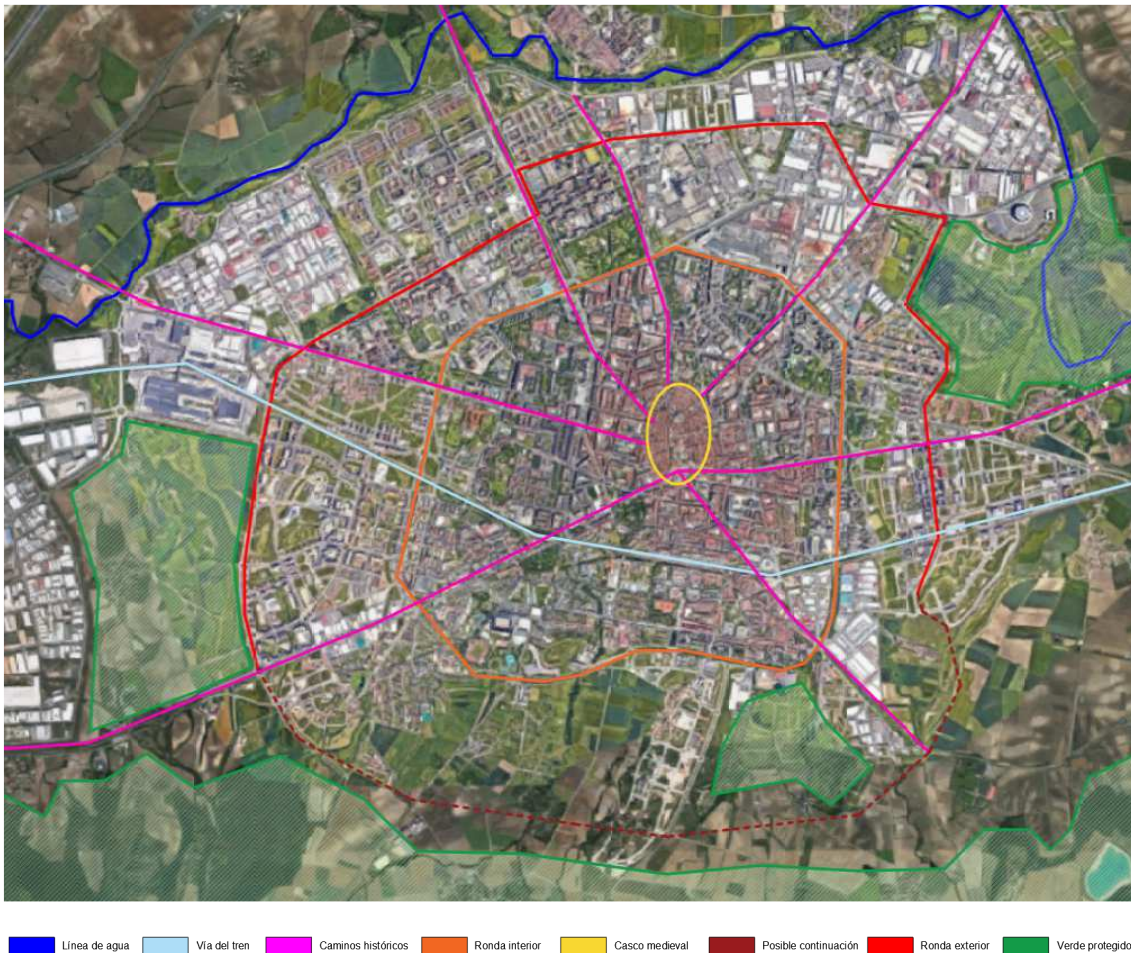 Línea de agua
Vía del tren
Caminos históricos
Ronda interior
Casco medieval
Posible continuación
Ronda exterior
Verde protegido